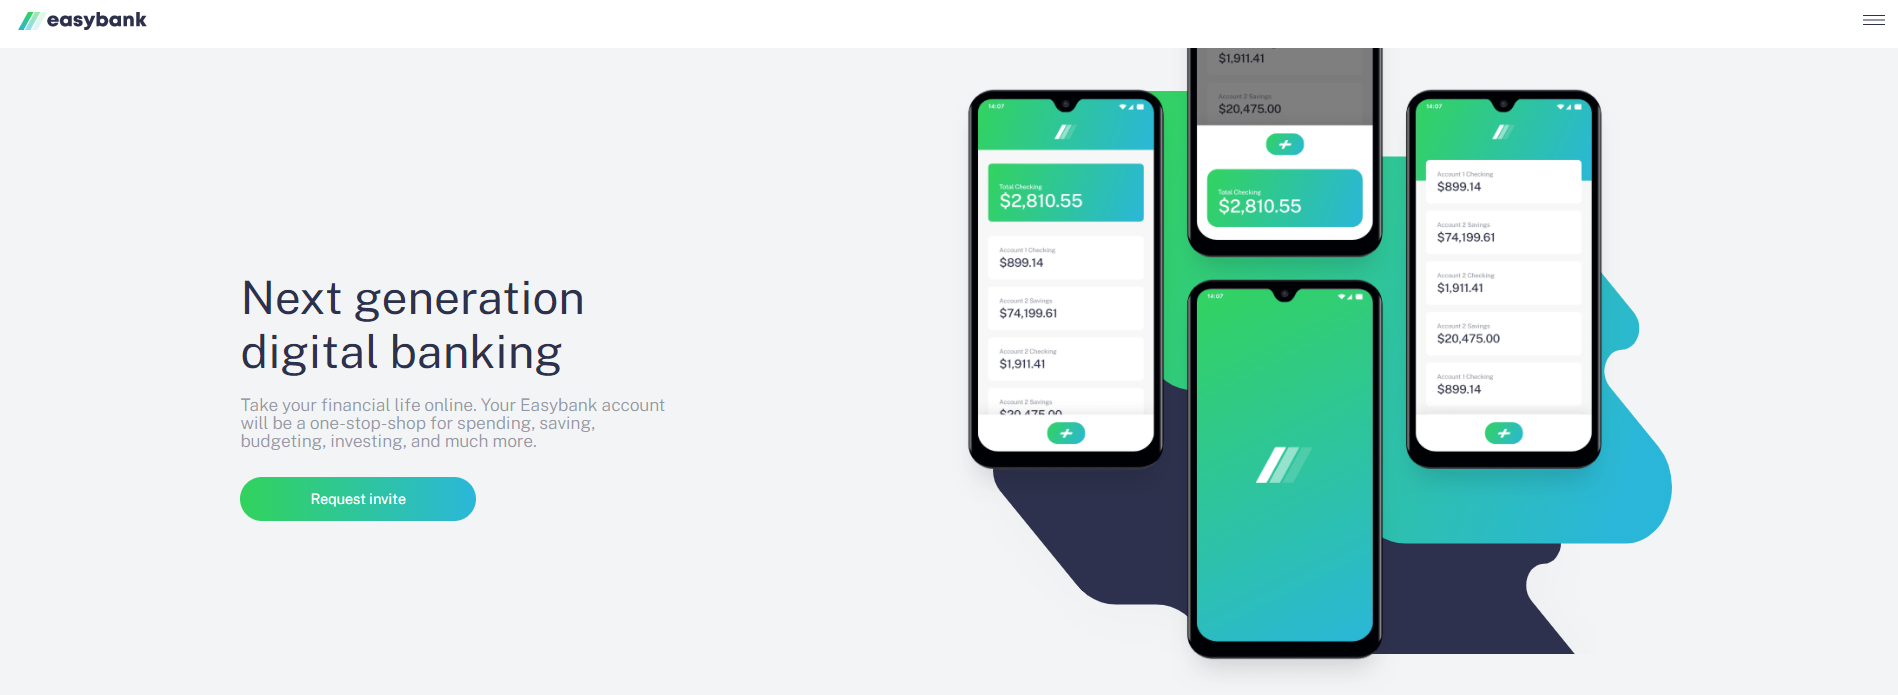 easybank
Next generation
digital banking
Take your financial life online. Your Easybank account
will be a one-stop-shop for spending, saving,
budgeting, investing, and much more.
Request invite
14:07
Total Checking
$2,810.55
Account 1 Checking
$899.14
Account 2 Savings
$74,199.61
Account 2 Checking
$1,911.41
Account 2 Savings
$20,475.00
$1,911.41
Account 2 Savings
$20,475.00
Total Checking
$2,810.55
14:07
14:07
Account 1 Checking
$899.14
Account 2 Savings
$74,199.61
Account 2 Checking
$1,911.41
Account 2 Savings
$20,475.00
Account 1 Checking
$899.14